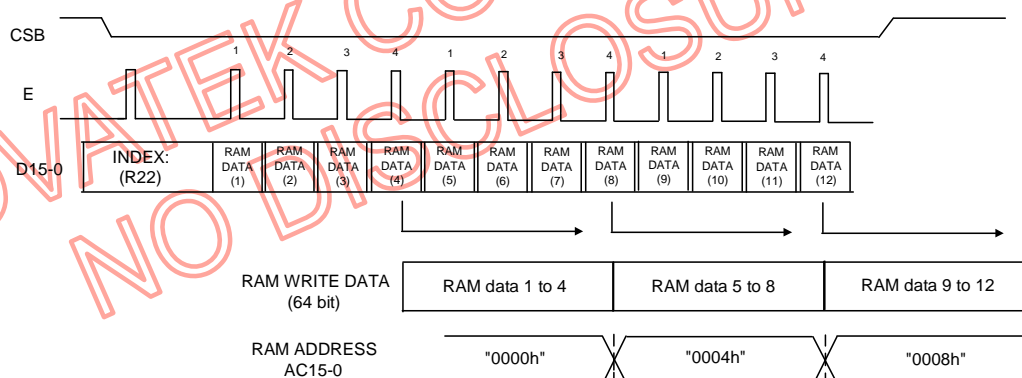 CSB
1 2 3 4 1 2 3 4 1 2 3 4
E
D15-0
INDEX:
(R22)
RAM
DATA
(1)
RAM
DATA
(2)
RAM
DATA
(3)
RAM
DATA
(4)
RAM
DATA
(5)
RAM
DATA
(6)
RAM
DATA
(7)
RAM
DATA
(8)
RAM
DATA
(9)
RAM
DATA
(10)
RAM
DATA
(11)
RAM
DATA
(12)
RAM WRITE DATA
(64 bit)
RAM data 1 to 4
RAM data 5 to 8
RAM data 9 to 12
RAM ADDRESS
AC15-0
"0000h"
"0004h"
"0008h"
NO